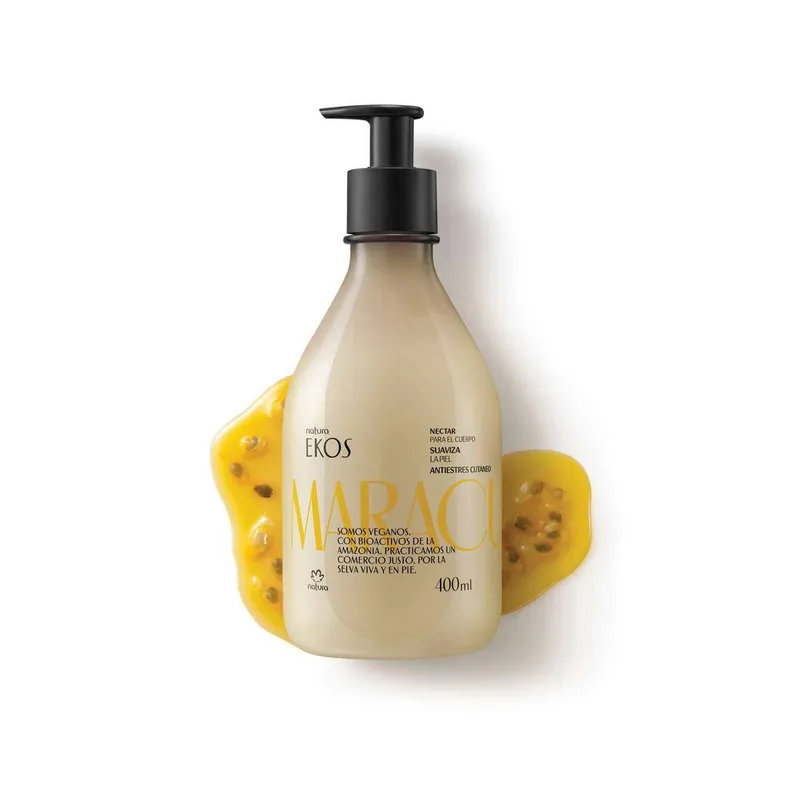 natura
EKOS
NECTAR
PARA EL CUERPO
SUAVIZA
LA PIEL
ANTIESTRES CUTANEO
MARACU
SOMOS VEGANOS.
CON BIOACTIVOS DE LA
AMAZONIA, PRACTICAMOS UN
COMERCIO JUSTO, POR LA
SELVA VIVA Y EN PIE.
natura
400ml